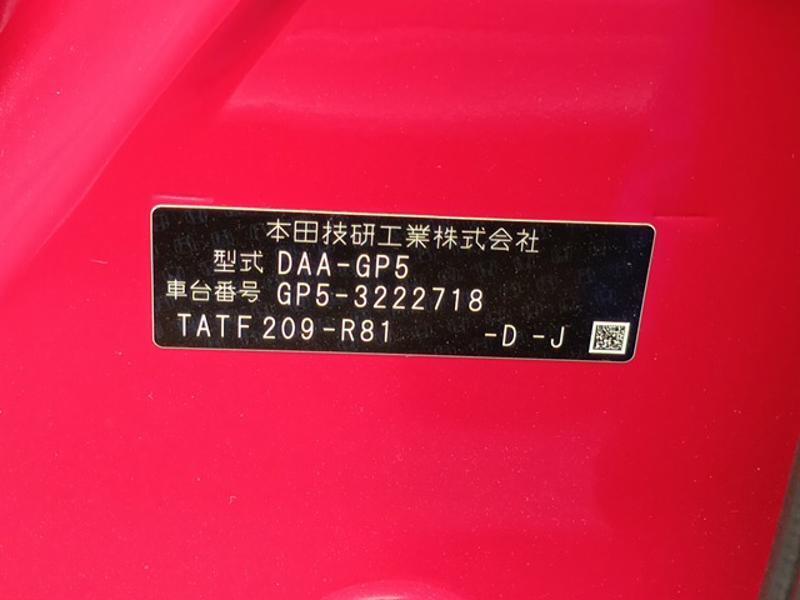 本田技研工業株式会社
型式 DAA-GP5
車台番号 GP5-3222718
TATF209-R81 -D -J